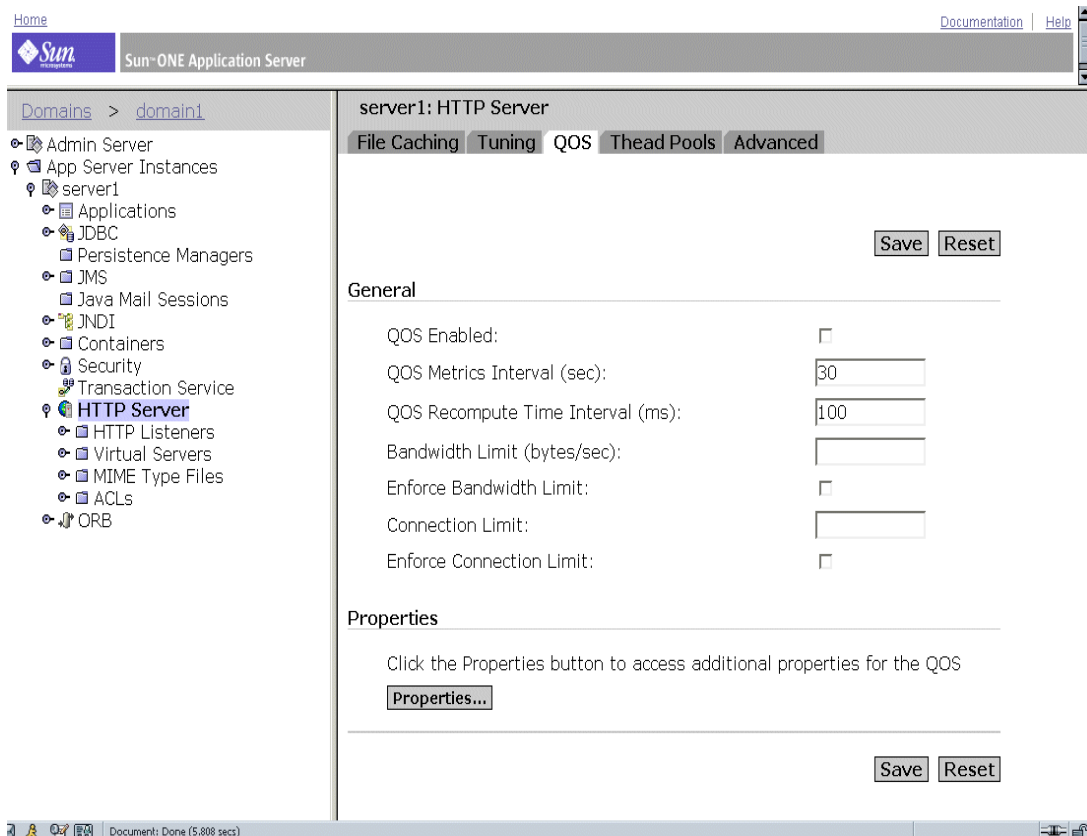 Home
Documentation | Help
Sun
microsystems
Sun™ ONE Application Server
Domains > domain1
Admin Server
App Server Instances
server1
Applications
JDBC
Persistence Managers
JMS
Java Mail Sessions
JNDI
Containers
Security
Transaction Service
HTTP Server
HTTP Listeners
Virtual Servers
MIME Type Files
ACLs
ORB
server1: HTTP Server
File Caching Tuning QOS Thead Pools Advanced
Save Reset
General
QOS Enabled:
QOS Metrics Interval (sec): 30
QOS Recompute Time Interval (ms): 100
Bandwidth Limit (bytes/sec):
Enforce Bandwidth Limit:
Connection Limit:
Enforce Connection Limit:
Properties
Click the Properties button to access additional properties for the QOS
Properties...
Save Reset
Document: Done (5.808 secs)